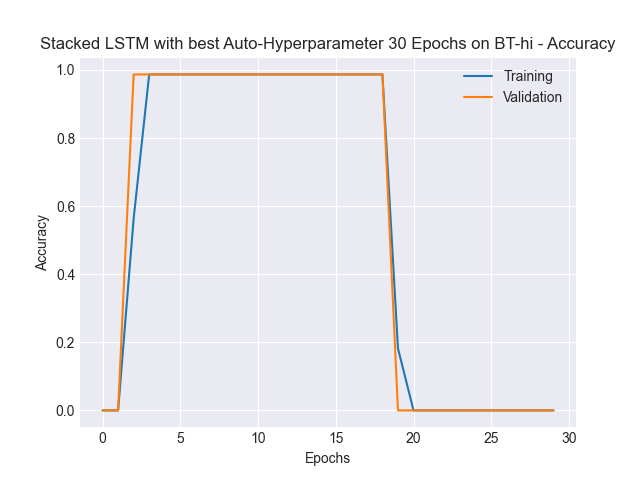 Stacked LSTM with best Auto-Hyperparameter 30 Epochs on BT-hi - Accuracy
1.0
0.8
0.6
0.4
0.2
0.0
Accuracy
Training
Validation
0 5 10 15 20 25 30
Epochs